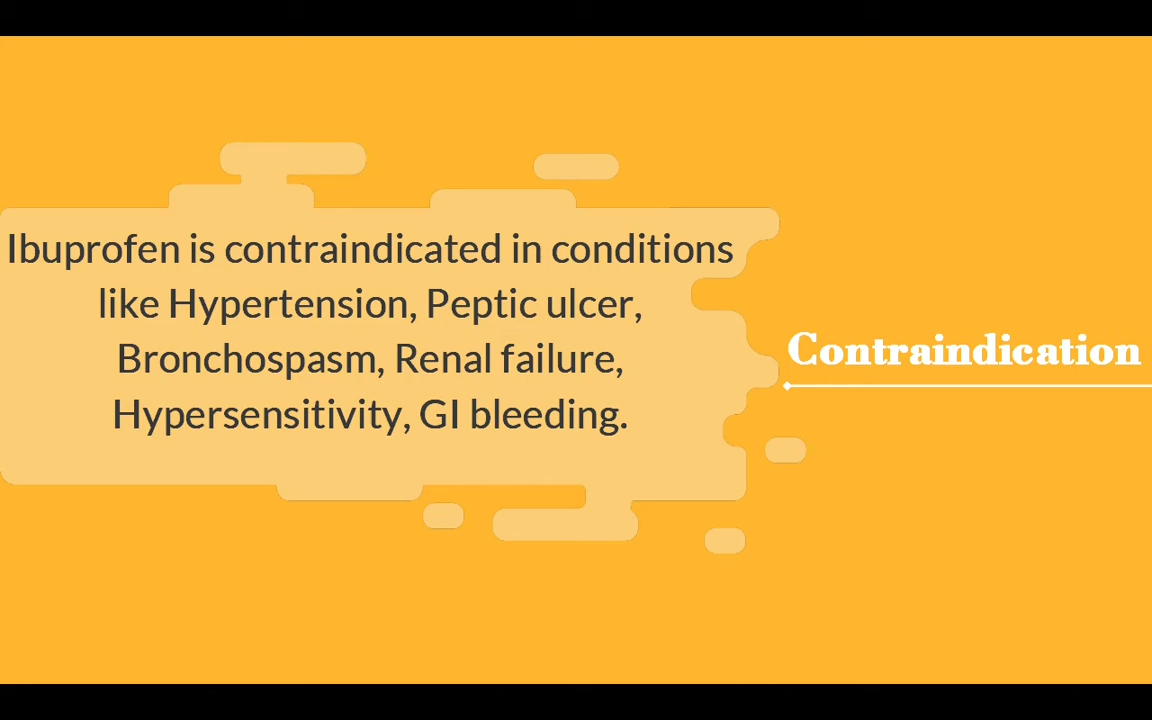 Ibuprofen is contraindicated in conditions
like Hypertension, Peptic ulcer,
Bronchospasm, Renal failure,
Hypersensitivity, GI bleeding.
Contraindication